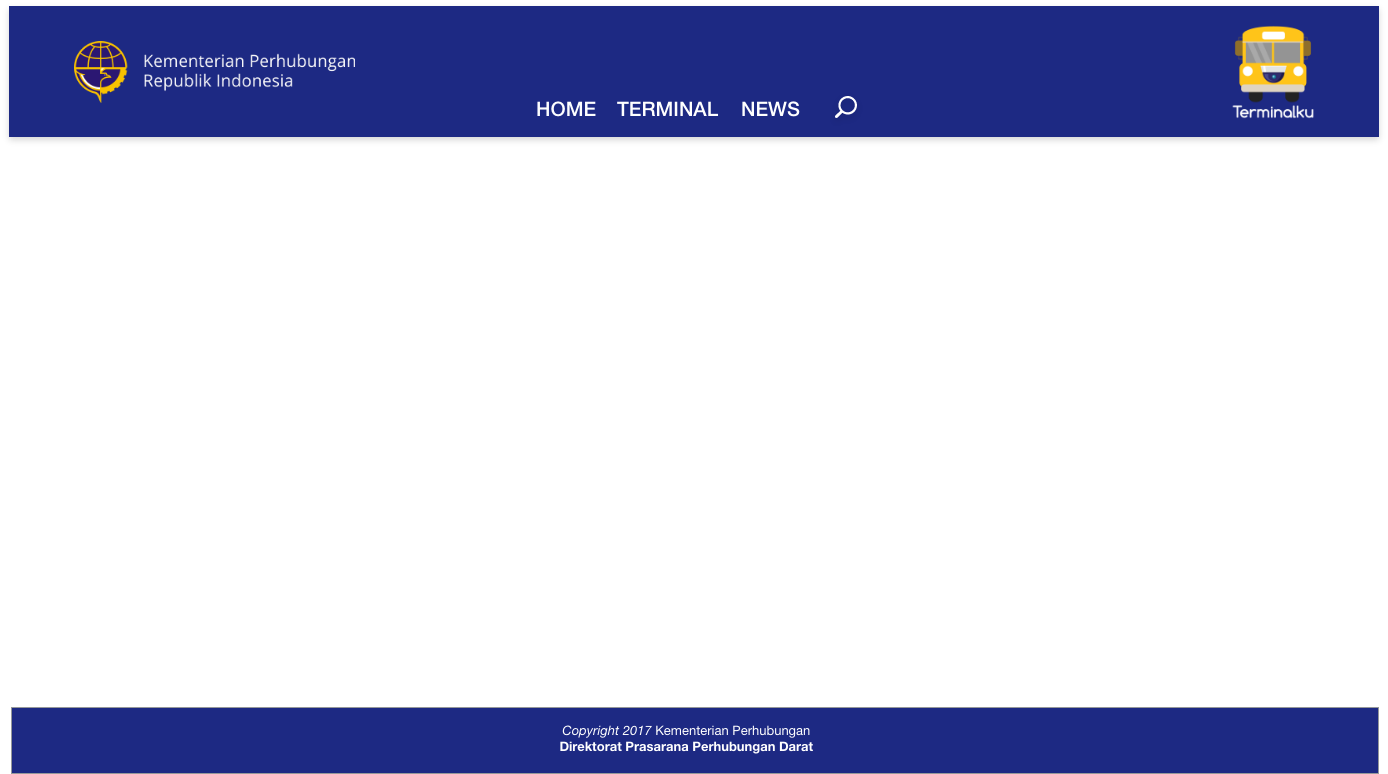 Kementerian Perhubungan
Republik Indonesia
HOME TERMINAL NEWS
Terminalku
Copyright 2017 Kementerian Perhubungan
Direktorat Prasarana Perhubungan Darat